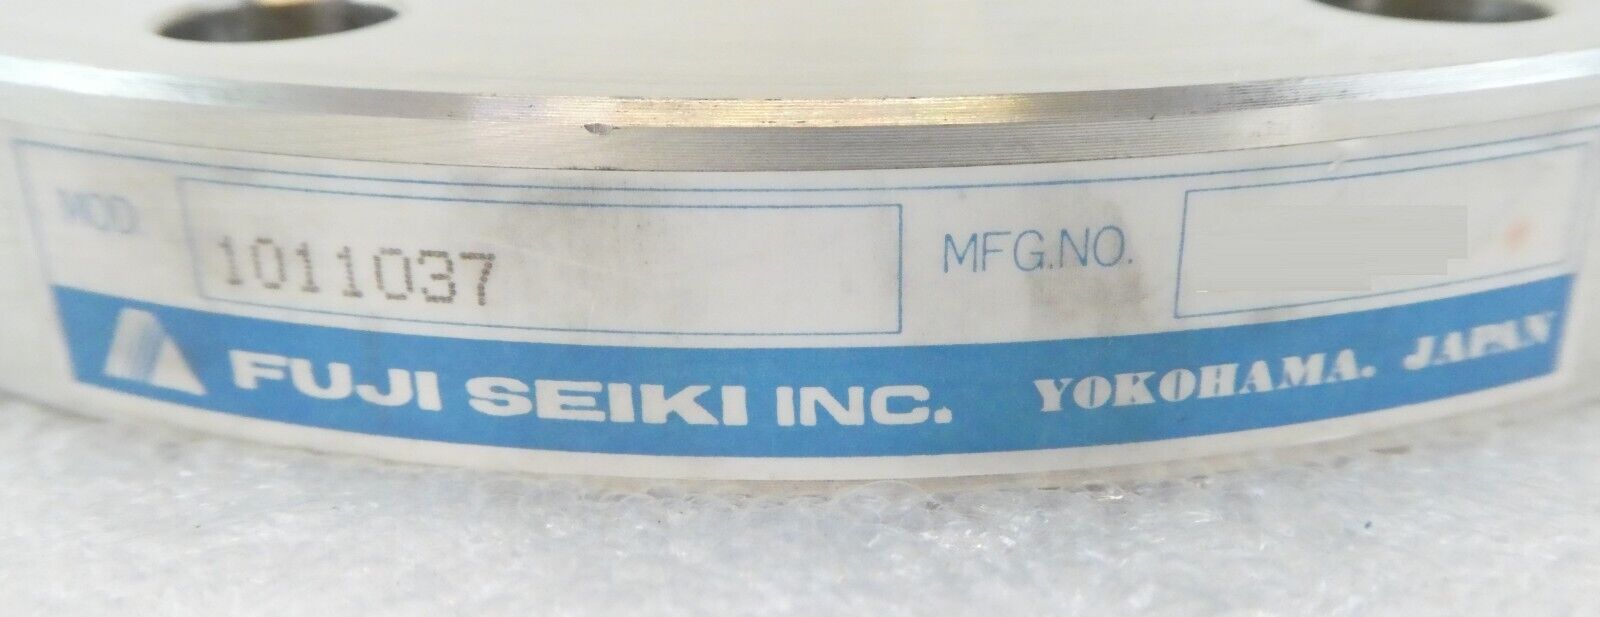 MOD 1011037 MFG.NO.
FUJI SEIKI INC. YOKOHAMA. JAPAN